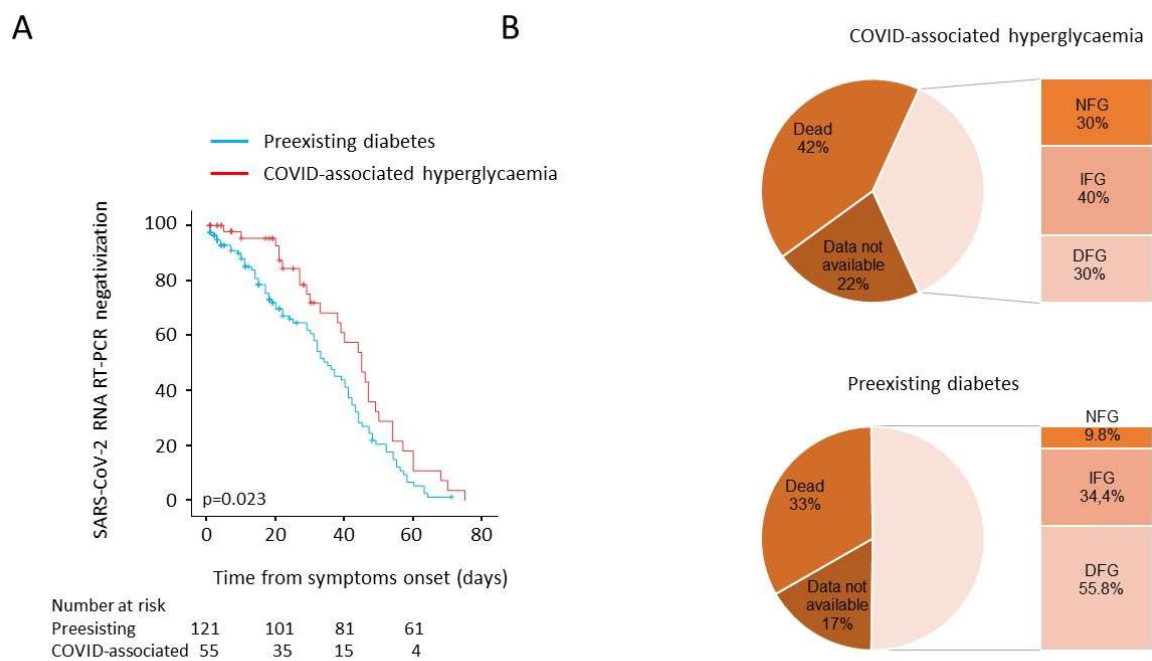 A
Preexisting diabetes
COVID-associated hyperglycaemia
SARS-CoV-2 RNA RT-PCR negativization
100
80
60
40
20
0
p=0.023
0 20 40 60 80
Time from symptoms onset (days)
Number at risk
Preesisting 121 101 81 61
COVID-associated 55 35 15 4
B
COVID-associated hyperglycaemia
Dead
42%
Data not
available
22%
NFG
30%
IFG
40%
DFG
30%
Preexisting diabetes
Dead
33%
Data not
available
17%
NFG
9.8%
IFG
34,4%
DFG
55.8%